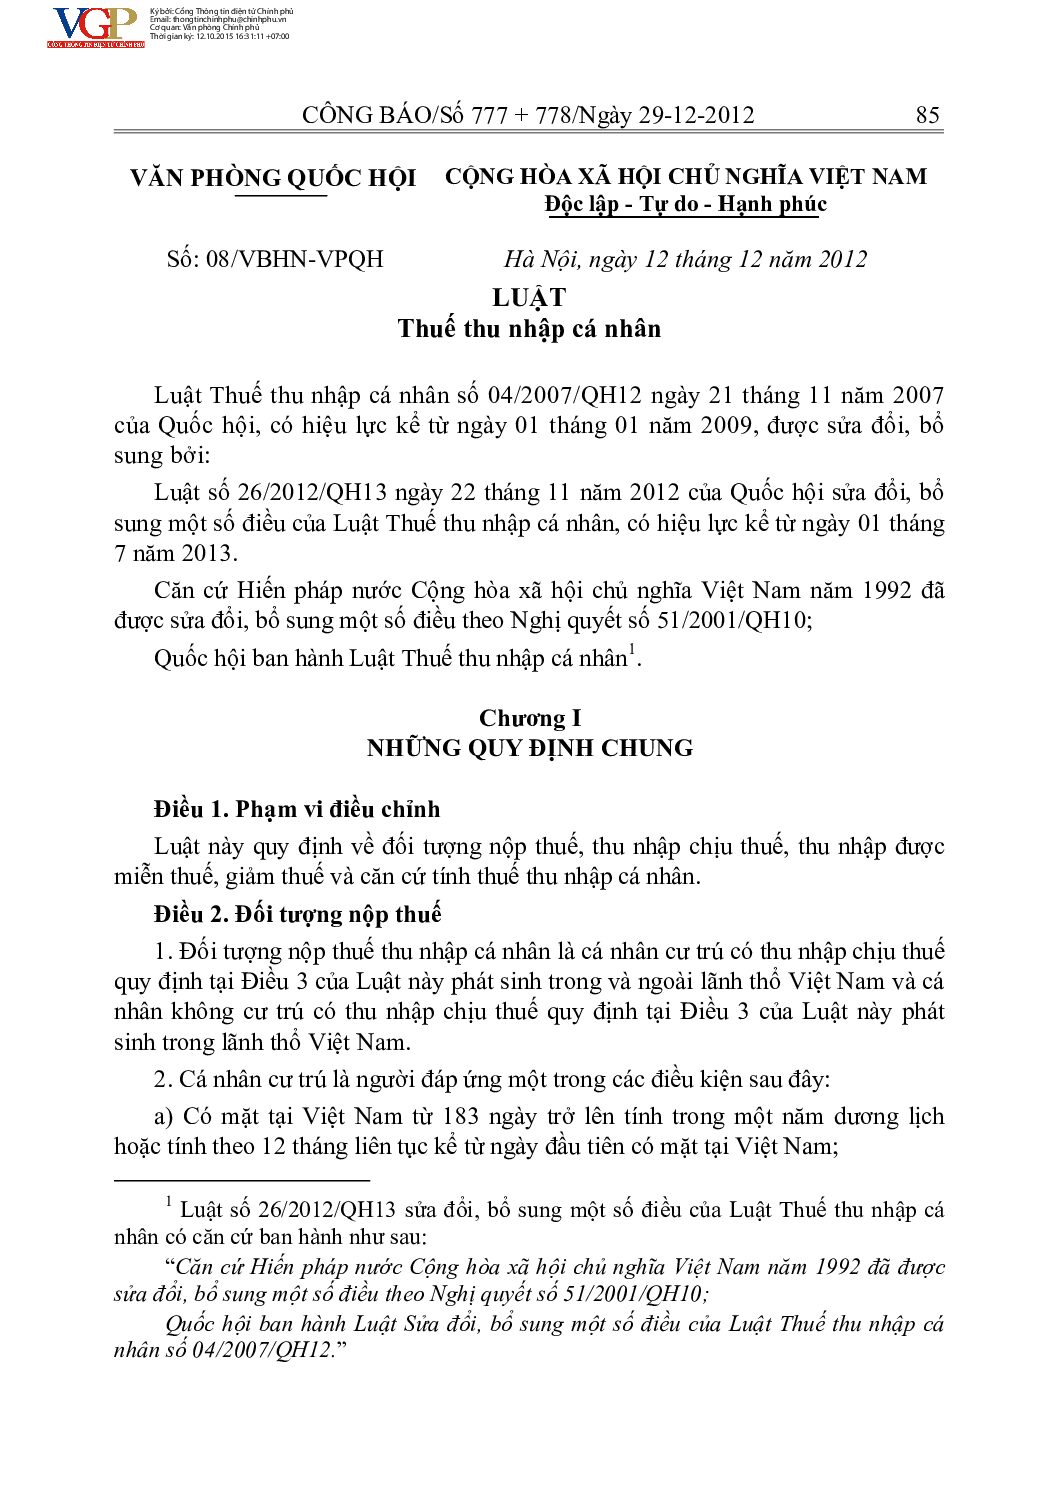 VGP
CỔNG THÔNG TIN ĐIỆN TỬ CHÍNH PHỦ
Ký bởi: Cổng Thông tin điện tử Chính phủ
Email: thongtinchinhphu@chinhphu.vn
Cơ quan: Văn phòng Chính phủ
Thời gian ký: 12.10.2015 16:31:11 +07:00
CÔNG BÁO/Số 777 + 778/Ngày 29-12-2012 85
VĂN PHÒNG QUỐC HỘI
CỘNG HÒA XÃ HỘI CHỦ NGHĨA VIỆT NAM
Độc lập - Tự do - Hạnh phúc
Số: 08/VBHN-VPQH
Hà Nội, ngày 12 tháng 12 năm 2012
LUẬT
Thuế thu nhập cá nhân
Luật Thuế thu nhập cá nhân số 04/2007/QH12 ngày 21 tháng 11 năm 2007
của Quốc hội, có hiệu lực kể từ ngày 01 tháng 01 năm 2009, được sửa đổi, bổ
sung bởi:
Luật số 26/2012/QH13 ngày 22 tháng 11 năm 2012 của Quốc hội sửa đổi, bổ
sung một số điều của Luật Thuế thu nhập cá nhân, có hiệu lực kể từ ngày 01 tháng
7 năm 2013.
Căn cứ Hiến pháp nước Cộng hòa xã hội chủ nghĩa Việt Nam năm 1992 đã
được sửa đổi, bổ sung một số điều theo Nghị quyết số 51/2001/QH10;
Quốc hội ban hành Luật Thuế thu nhập cá nhân1.
Chương I
NHỮNG QUY ĐỊNH CHUNG
Điều 1. Phạm vi điều chỉnh
Luật này quy định về đối tượng nộp thuế, thu nhập chịu thuế, thu nhập được
miễn thuế, giảm thuế và căn cứ tính thuế thu nhập cá nhân.
Điều 2. Đối tượng nộp thuế
1. Đối tượng nộp thuế thu nhập cá nhân là cá nhân cư trú có thu nhập chịu thuế
quy định tại Điều 3 của Luật này phát sinh trong và ngoài lãnh thổ Việt Nam và cá
nhân không cư trú có thu nhập chịu thuế quy định tại Điều 3 của Luật này phát
sinh trong lãnh thổ Việt Nam.
2. Cá nhân cư trú là người đáp ứng một trong các điều kiện sau đây:
a) Có mặt tại Việt Nam từ 183 ngày trở lên tính trong một năm dương lịch
hoặc tính theo 12 tháng liên tục kể từ ngày đầu tiên có mặt tại Việt Nam;
1 Luật số 26/2012/QH13 sửa đổi, bổ sung một số điều của Luật Thuế thu nhập cá
nhân có căn cứ ban hành như sau:
“Căn cứ Hiến pháp nước Cộng hòa xã hội chủ nghĩa Việt Nam năm 1992 đã được
sửa đổi, bổ sung một số điều theo Nghị quyết số 51/2001/QH10;
Quốc hội ban hành Luật Sửa đổi, bổ sung một số điều của Luật Thuế thu nhập cá
nhân số 04/2007/QH12.”